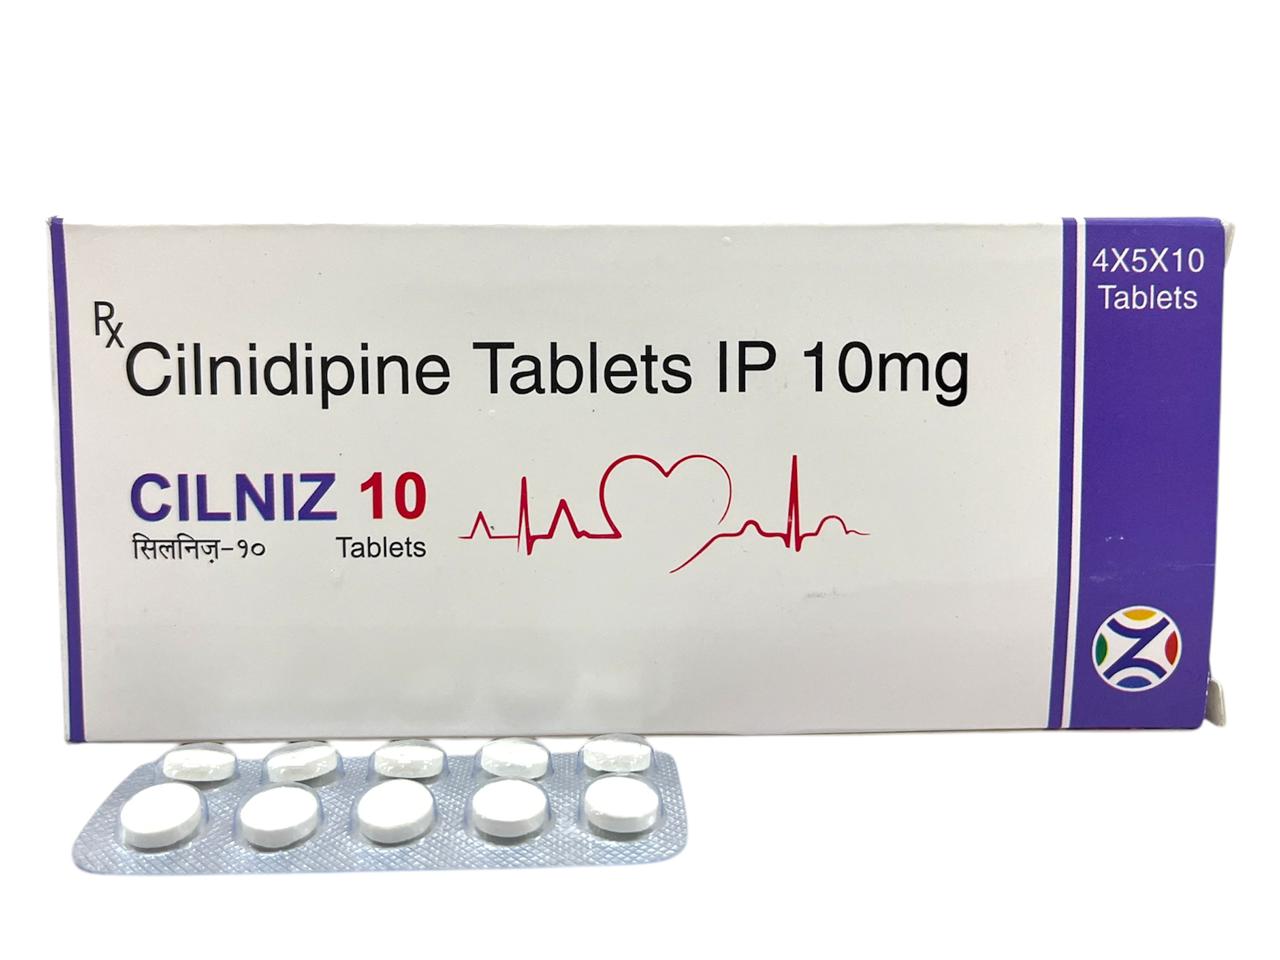 Rx
Cilnidipine Tablets IP 10mg
CILNIZ 10
सिलनिज़-१०
Tablets
4X5X10
Tablets